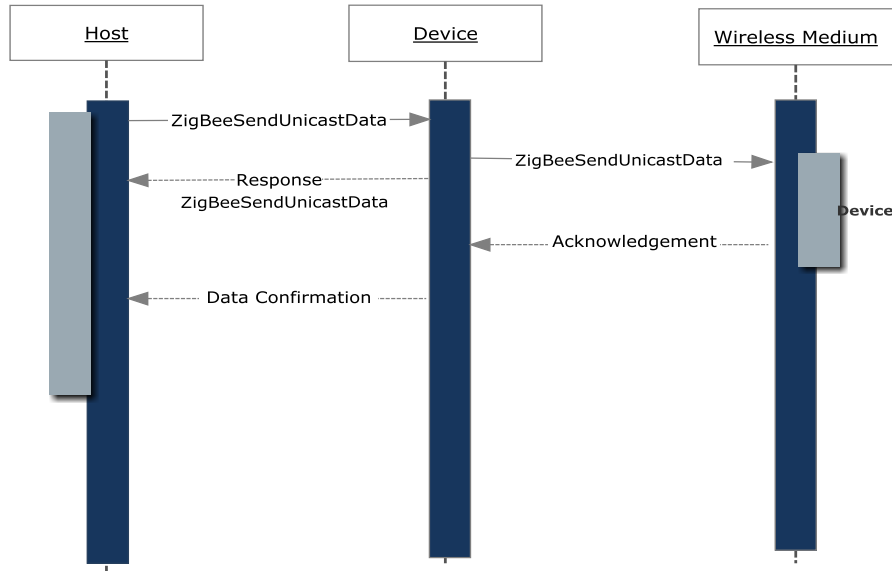 Host
Device
Wireless Medium
ZigBeeSendUnicastData
ZigBeeSendUnicastData
Response
ZigBeeSendUnicastData
Device
Acknowledgement
Data Confirmation